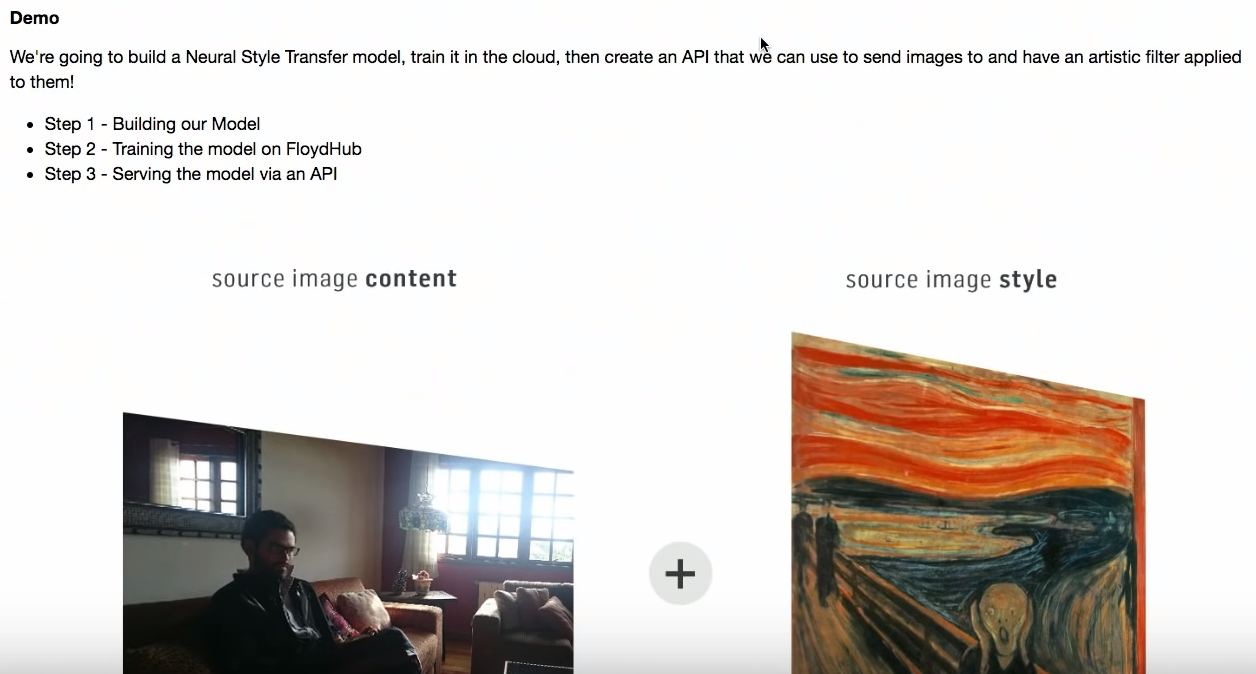 Demo
We're going to build a Neural Style Transfer model, train it in the cloud, then create an API that we can use to send images to and have an artistic filter applied
to them!
• Step 1 - Building our Model
• Step 2 - Training the model on FloydHub
• Step 3 - Serving the model via an API
source image content
source image style
+